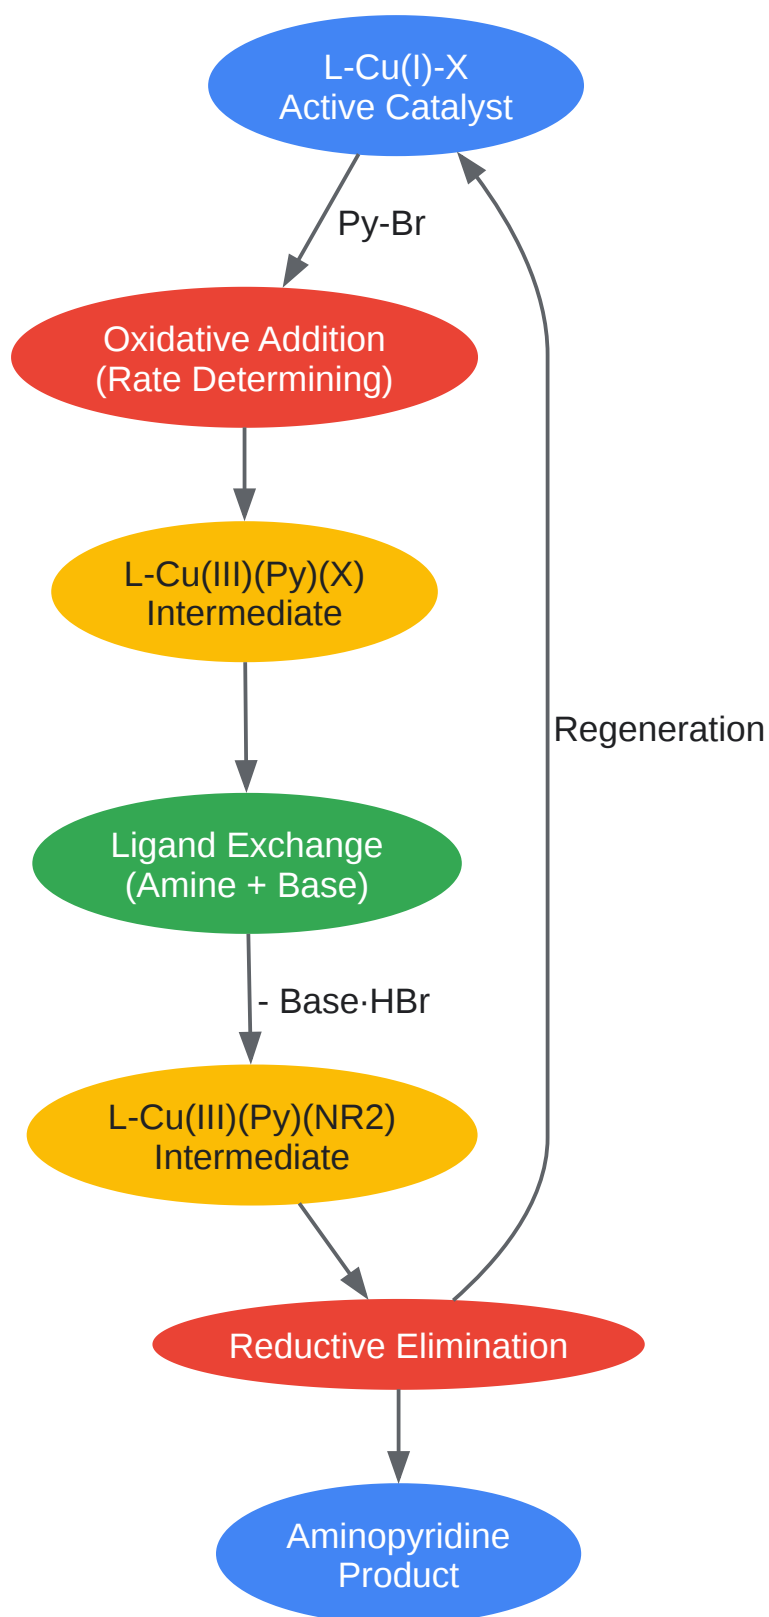 L-Cu(I)-X
Active Catalyst
Py-Br
Oxidative Addition
(Rate Determining)
L-Cu(III)(Py)(X)
Intermediate
Regeneration
Ligand Exchange
(Amine + Base)
- Base·HBr
L-Cu(III)(Py)(NR2)
Intermediate
Reductive Elimination
Aminopyridine
Product